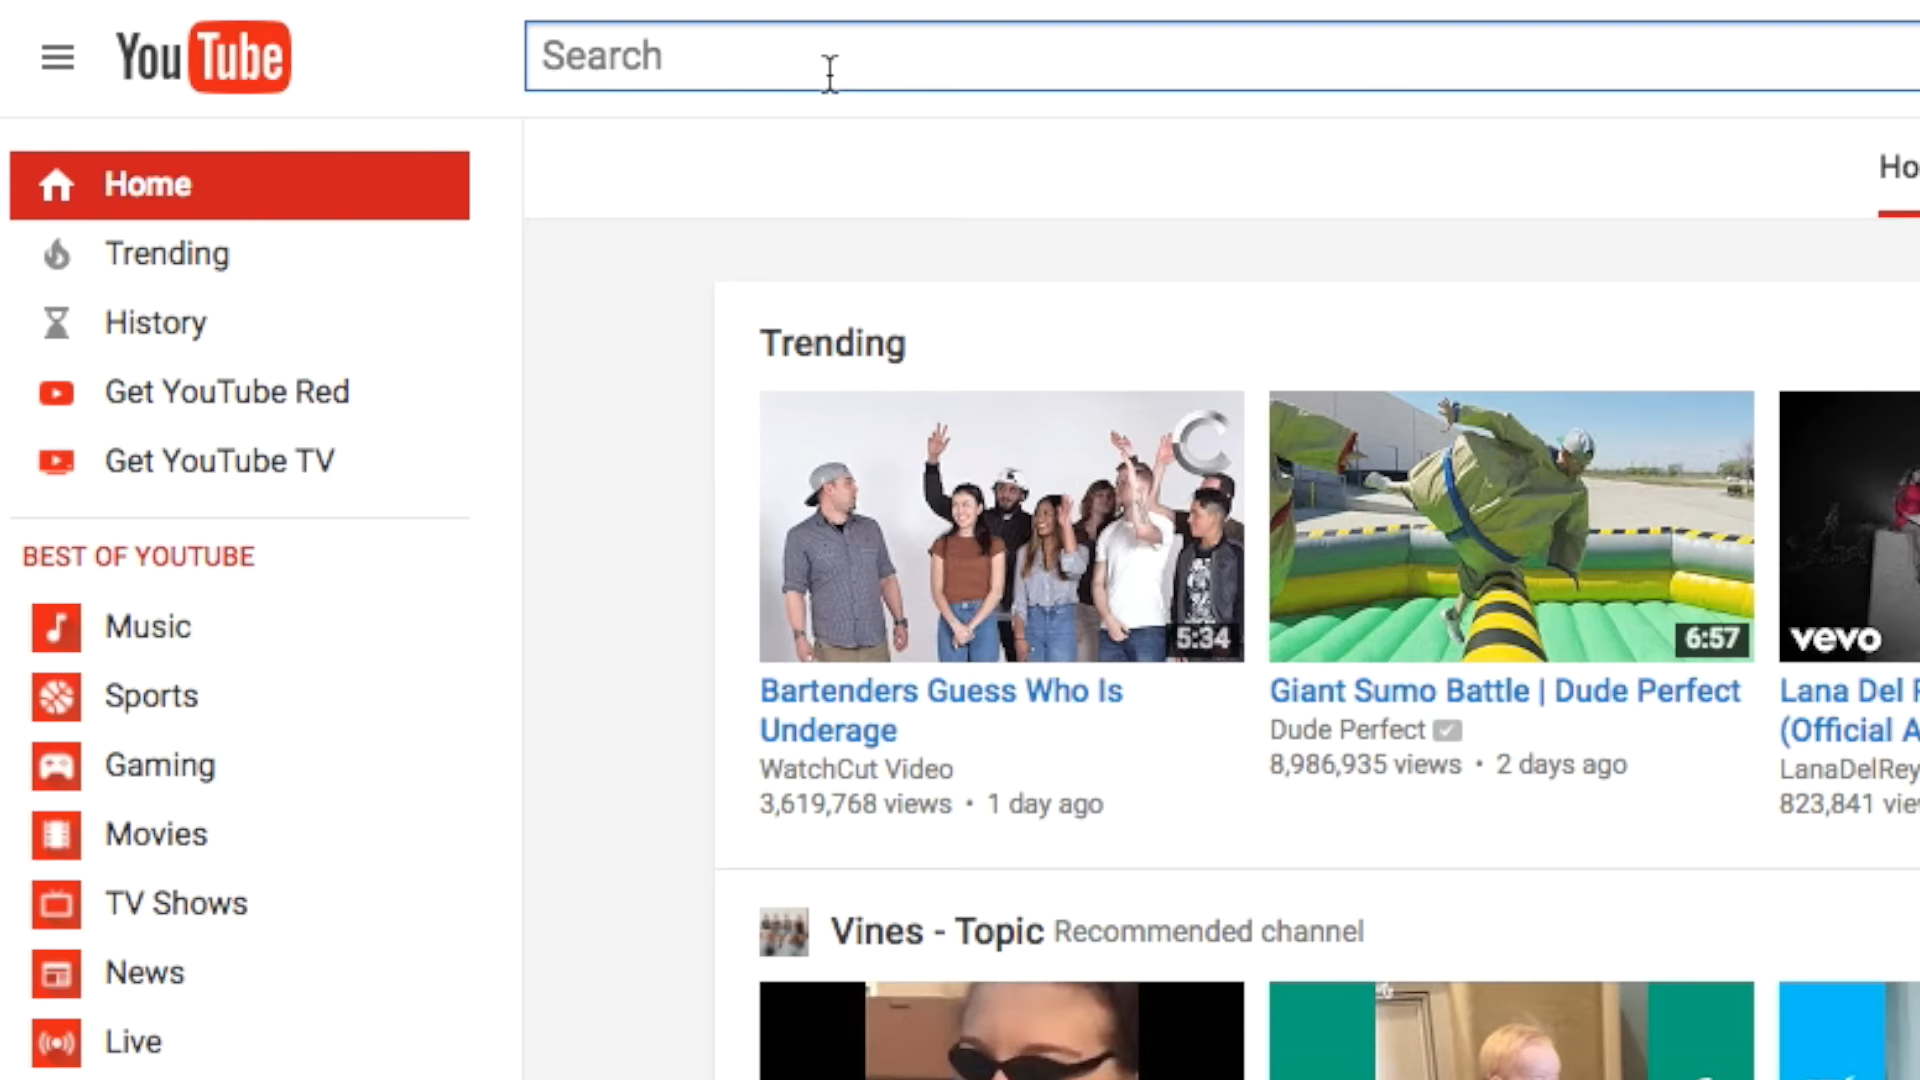 YouTube
Search
Ho
Home
Trending
History
Get YouTube Red
Get YouTube TV
BEST OF YOUTUBE
Music
Sports
Gaming
Movies
TV Shows
News
Live
Trending
5:34
Bartenders Guess Who Is
Underage
WatchCut Video
3,619,768 views • 1 day ago
6:57
Giant Sumo Battle | Dude Perfect
Dude Perfect
8,986,935 views • 2 days ago
vevo
Lana Del
(Official A
LanaDelRey
823,841 vie
Vines - Topic Recommended channel